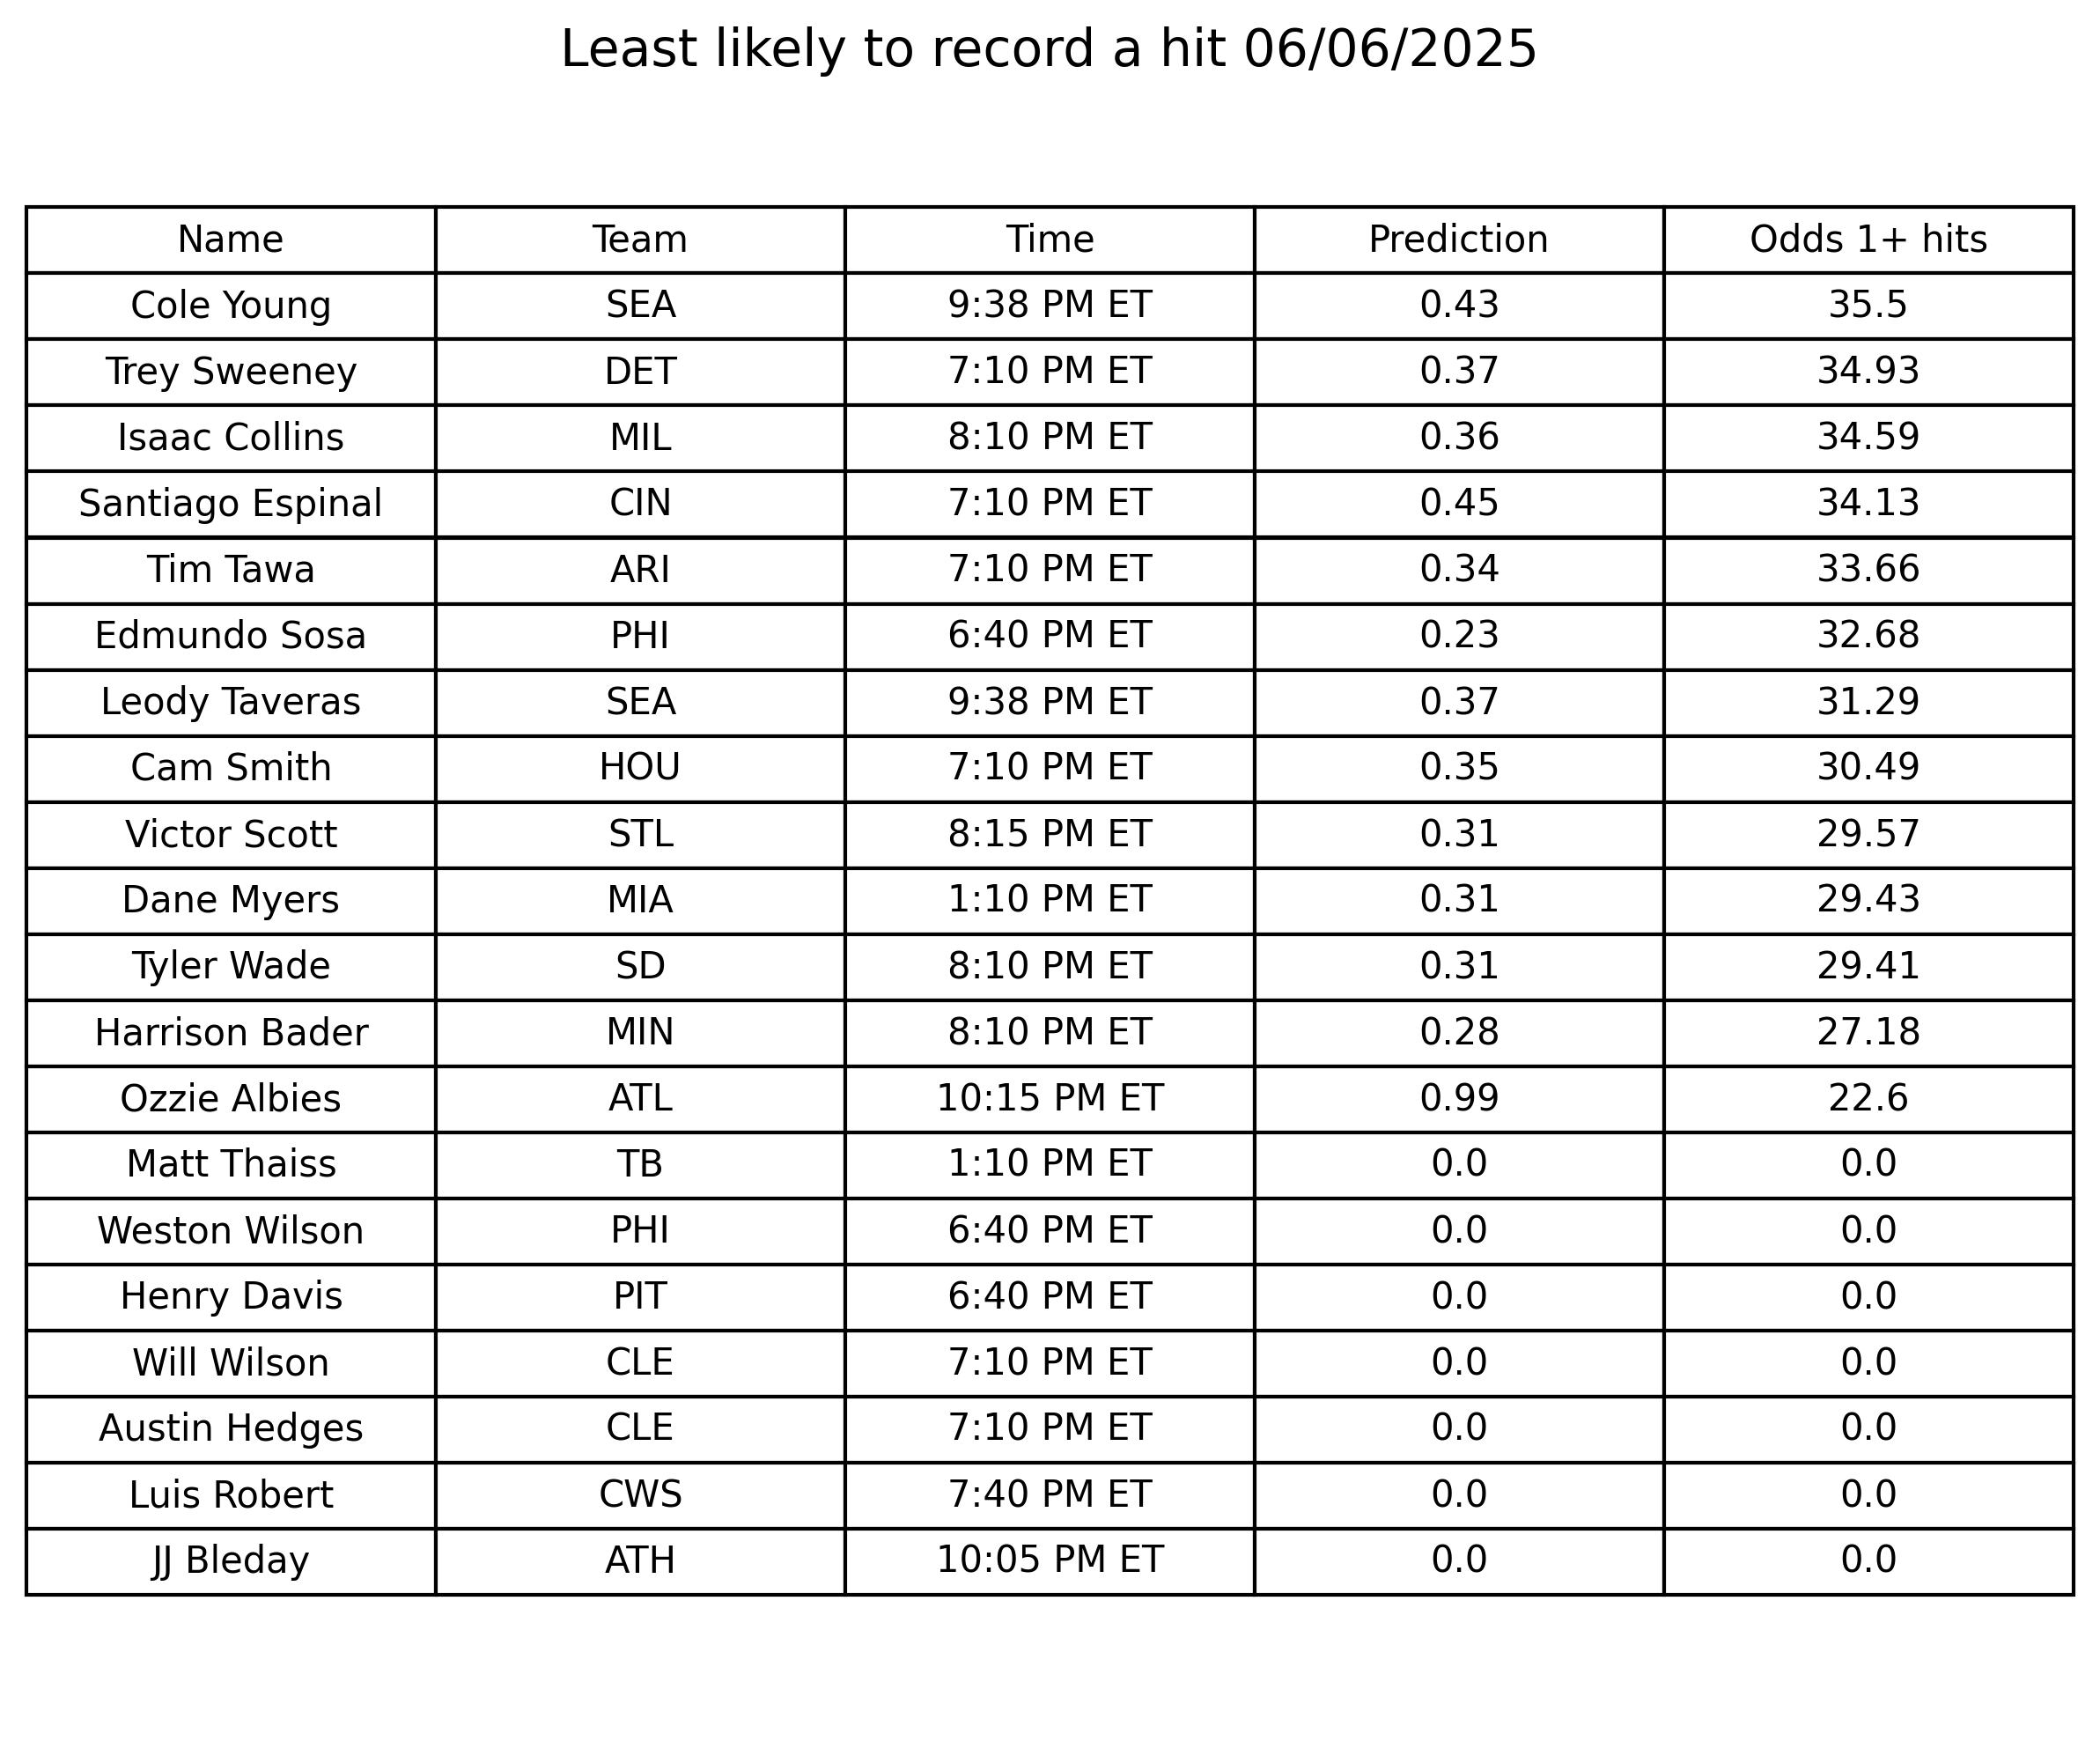 Least likely to record a hit 06/06/2025
Name Team Time Prediction Odds 1+ hits
Cole Young SEA 9:38 PM ET 0.43 35.5
Trey Sweeney DET 7:10 PM ET 0.37 34.93
Isaac Collins MIL 8:10 PM ET 0.36 34.59
Santiago Espinal CIN 7:10 PM ET 0.45 34.13
Tim Tawa ARI 7:10 PM ET 0.34 33.66
Edmundo Sosa PHI 6:40 PM ET 0.23 32.68
Leody Taveras SEA 9:38 PM ET 0.37 31.29
Cam Smith HOU 7:10 PM ET 0.35 30.49
Victor Scott STL 8:15 PM ET 0.31 29.57
Dane Myers MIA 1:10 PM ET 0.31 29.43
Tyler Wade SD 8:10 PM ET 0.31 29.41
Harrison Bader MIN 8:10 PM ET 0.28 27.18
Ozzie Albies ATL 10:15 PM ET 0.99 22.6
Matt Thaiss TB 1:10 PM ET 0.0 0.0
Weston Wilson PHI 6:40 PM ET 0.0 0.0
Henry Davis PIT 6:40 PM ET 0.0 0.0
Will Wilson CLE 7:10 PM ET 0.0 0.0
Austin Hedges CLE 7:10 PM ET 0.0 0.0
Luis Robert CWS 7:40 PM ET 0.0 0.0
JJ Bleday ATH 10:05 PM ET 0.0 0.0